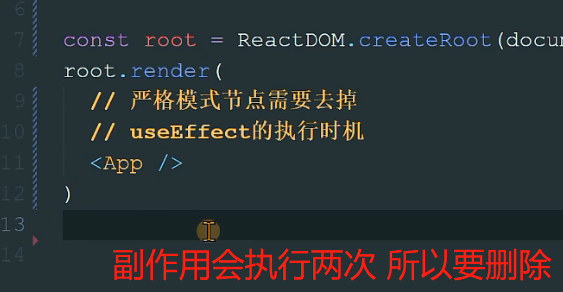 6
7 const root = ReactDOM.createRoot(docu
8 root.render(
9 // 严格模式节点需要去掉
10 // useEffect的执行时机
11 <App />
12 )
13
14
副作用会执行两次 所以要删除